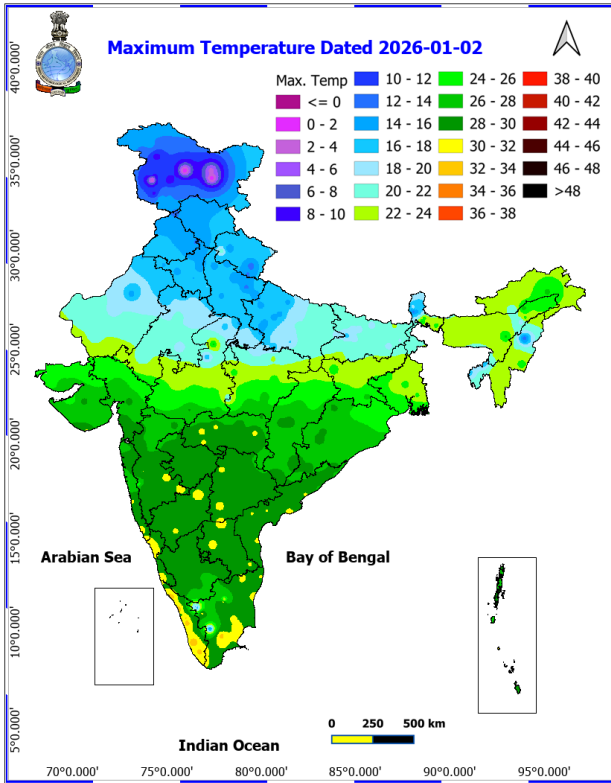 Maximum Temperature Dated 2026-01-02
Max. Temp
<= 0
0 - 2
2 - 4
4 - 6
6 - 8
8 - 10
10 - 12
12 - 14
14 - 16
16 - 18
18 - 20
20 - 22
22 - 24
24 - 26
26 - 28
28 - 30
30 - 32
32 - 34
34 - 36
36 - 38
38 - 40
40 - 42
42 - 44
44 - 46
46 - 48
>48
40°0.000'
35°0.000'
30°0.000'
25°0.000'
20°0.000'
15°0.000'
10°0.000'
5°0.000'
Arabian Sea
Bay of Bengal
Indian Ocean
0 250 500 km
70°0.000' 75°0.000' 80°0.000' 85°0.000' 90°0.000' 95°0.000'